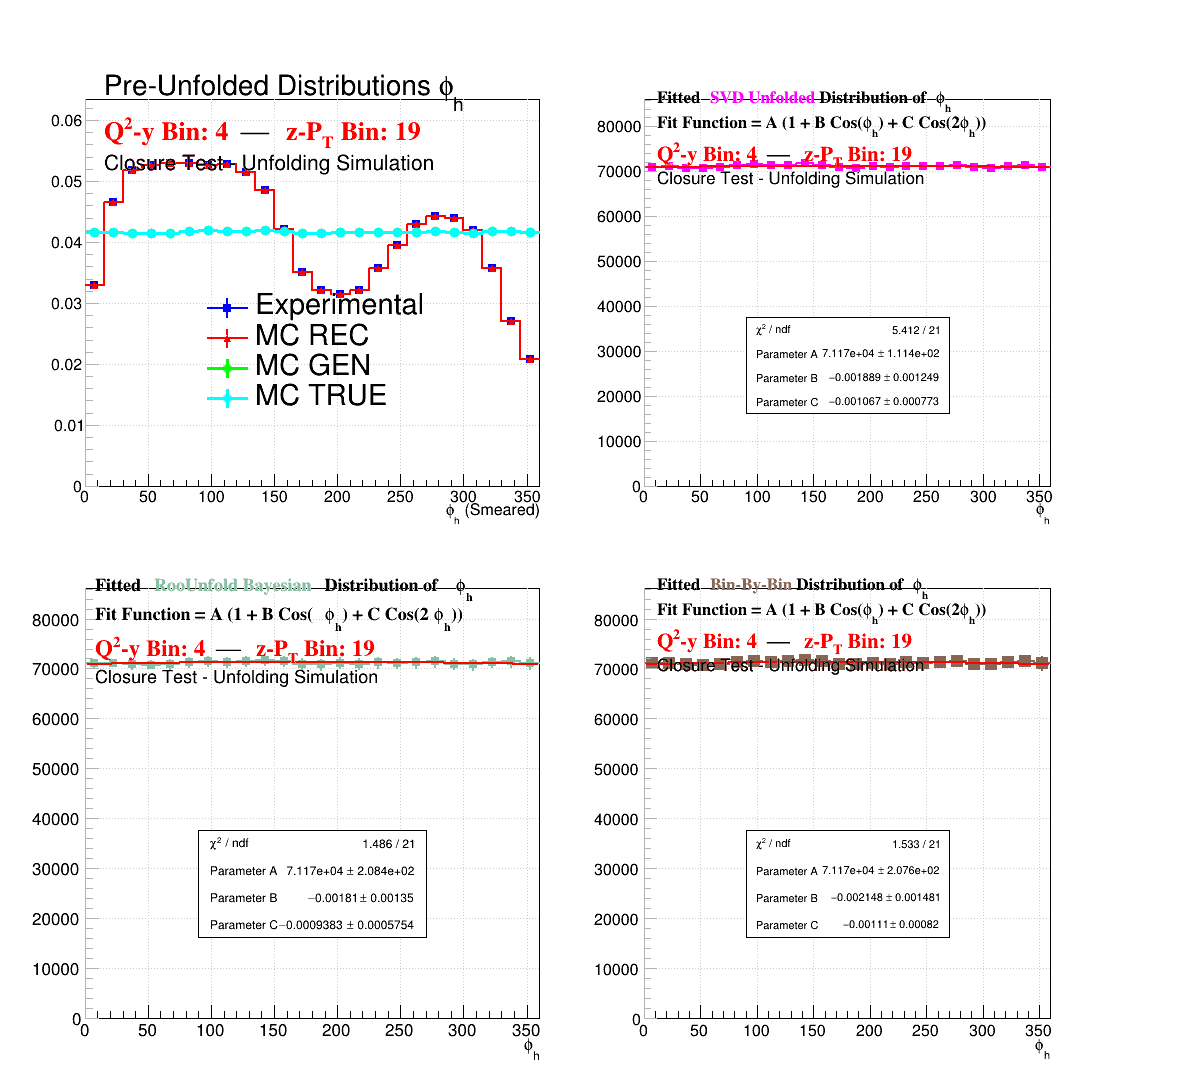 Pre-Unfolded Distributions ϕh
Q2-y Bin: 4 — z-PT Bin: 19
Closure Test - Unfolding Simulation
0.06
0.05
0.04
0.03
0.02
0.01
0
Experimental
MC REC
MC GEN
MC TRUE
0 50 100 150 200 250 300 350
ϕh (Smeared)
Fitted SVD Unfolded Distribution of ϕh
Fit Function = A (1 + B Cos(ϕh) + C Cos(2ϕh))
Q2-y Bin: 4 — z-PT Bin: 19
Closure Test - Unfolding Simulation
80000
70000
60000
50000
40000
30000
20000
10000
0
χ2 / ndf 5.412 / 21
Parameter A 7.117e+04 ± 1.114e+02
Parameter B −0.001889 ± 0.001249
Parameter C −0.001067 ± 0.000773
0 50 100 150 200 250 300 350
ϕh
Fitted RooUnfold Bayesian Distribution of ϕh
Fit Function = A (1 + B Cos( ϕh) + C Cos(2 ϕh))
Q2-y Bin: 4 — z-PT Bin: 19
Closure Test - Unfolding Simulation
80000
70000
60000
50000
40000
30000
20000
10000
0
χ2 / ndf 1.486 / 21
Parameter A 7.117e+04 ± 2.084e+02
Parameter B −0.00181 ± 0.00135
Parameter C −0.0009383 ± 0.0005754
0 50 100 150 200 250 300 350
ϕh
Fitted Bin-By-Bin Distribution of ϕh
Fit Function = A (1 + B Cos(ϕh) + C Cos(2ϕh))
Q2-y Bin: 4 — z-PT Bin: 19
Closure Test - Unfolding Simulation
80000
70000
60000
50000
40000
30000
20000
10000
0
χ2 / ndf 1.533 / 21
Parameter A 7.117e+04 ± 2.076e+02
Parameter B −0.002148 ± 0.001481
Parameter C −0.00111 ± 0.00082
0 50 100 150 200 250 300 350
ϕh